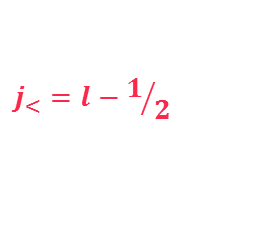 j< = l − 1/2